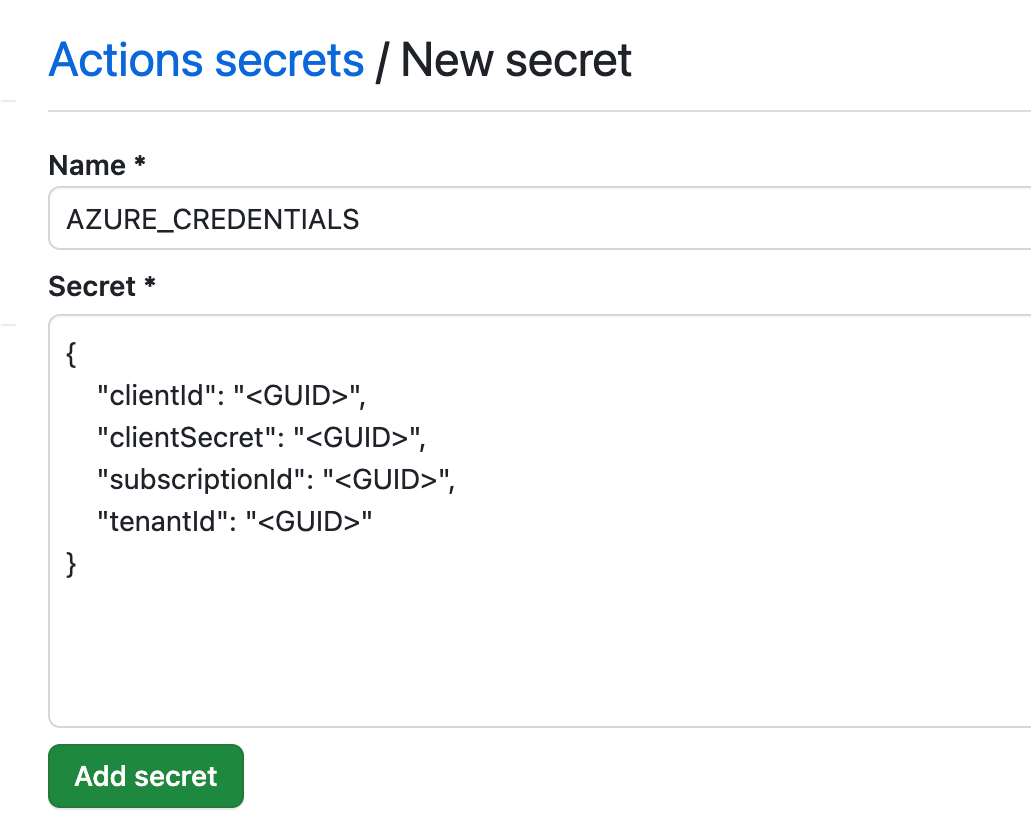 Actions secrets / New secret
Name *
AZURE_CREDENTIALS
Secret *
{
    "clientId": "<GUID>",
    "clientSecret": "<GUID>",
    "subscriptionId": "<GUID>",
    "tenantId": "<GUID>"
}
Add secret